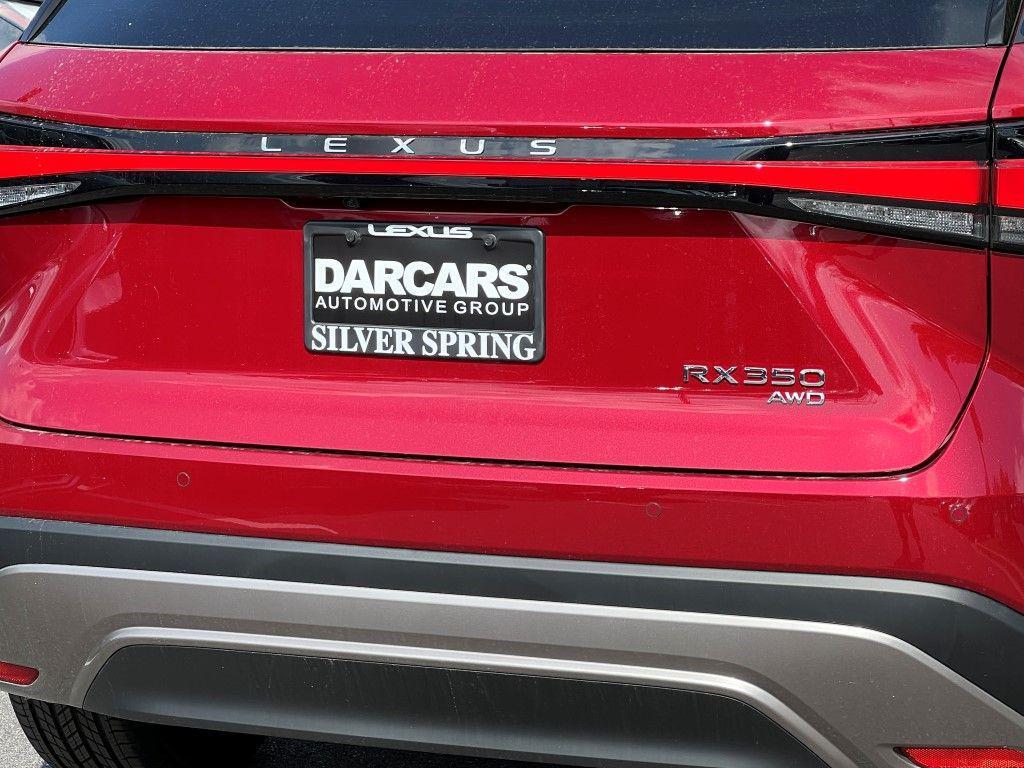 LEXUS
LEXUS
DARCARS®
AUTOMOTIVE GROUP
SILVER SPRING
RX350
AWD